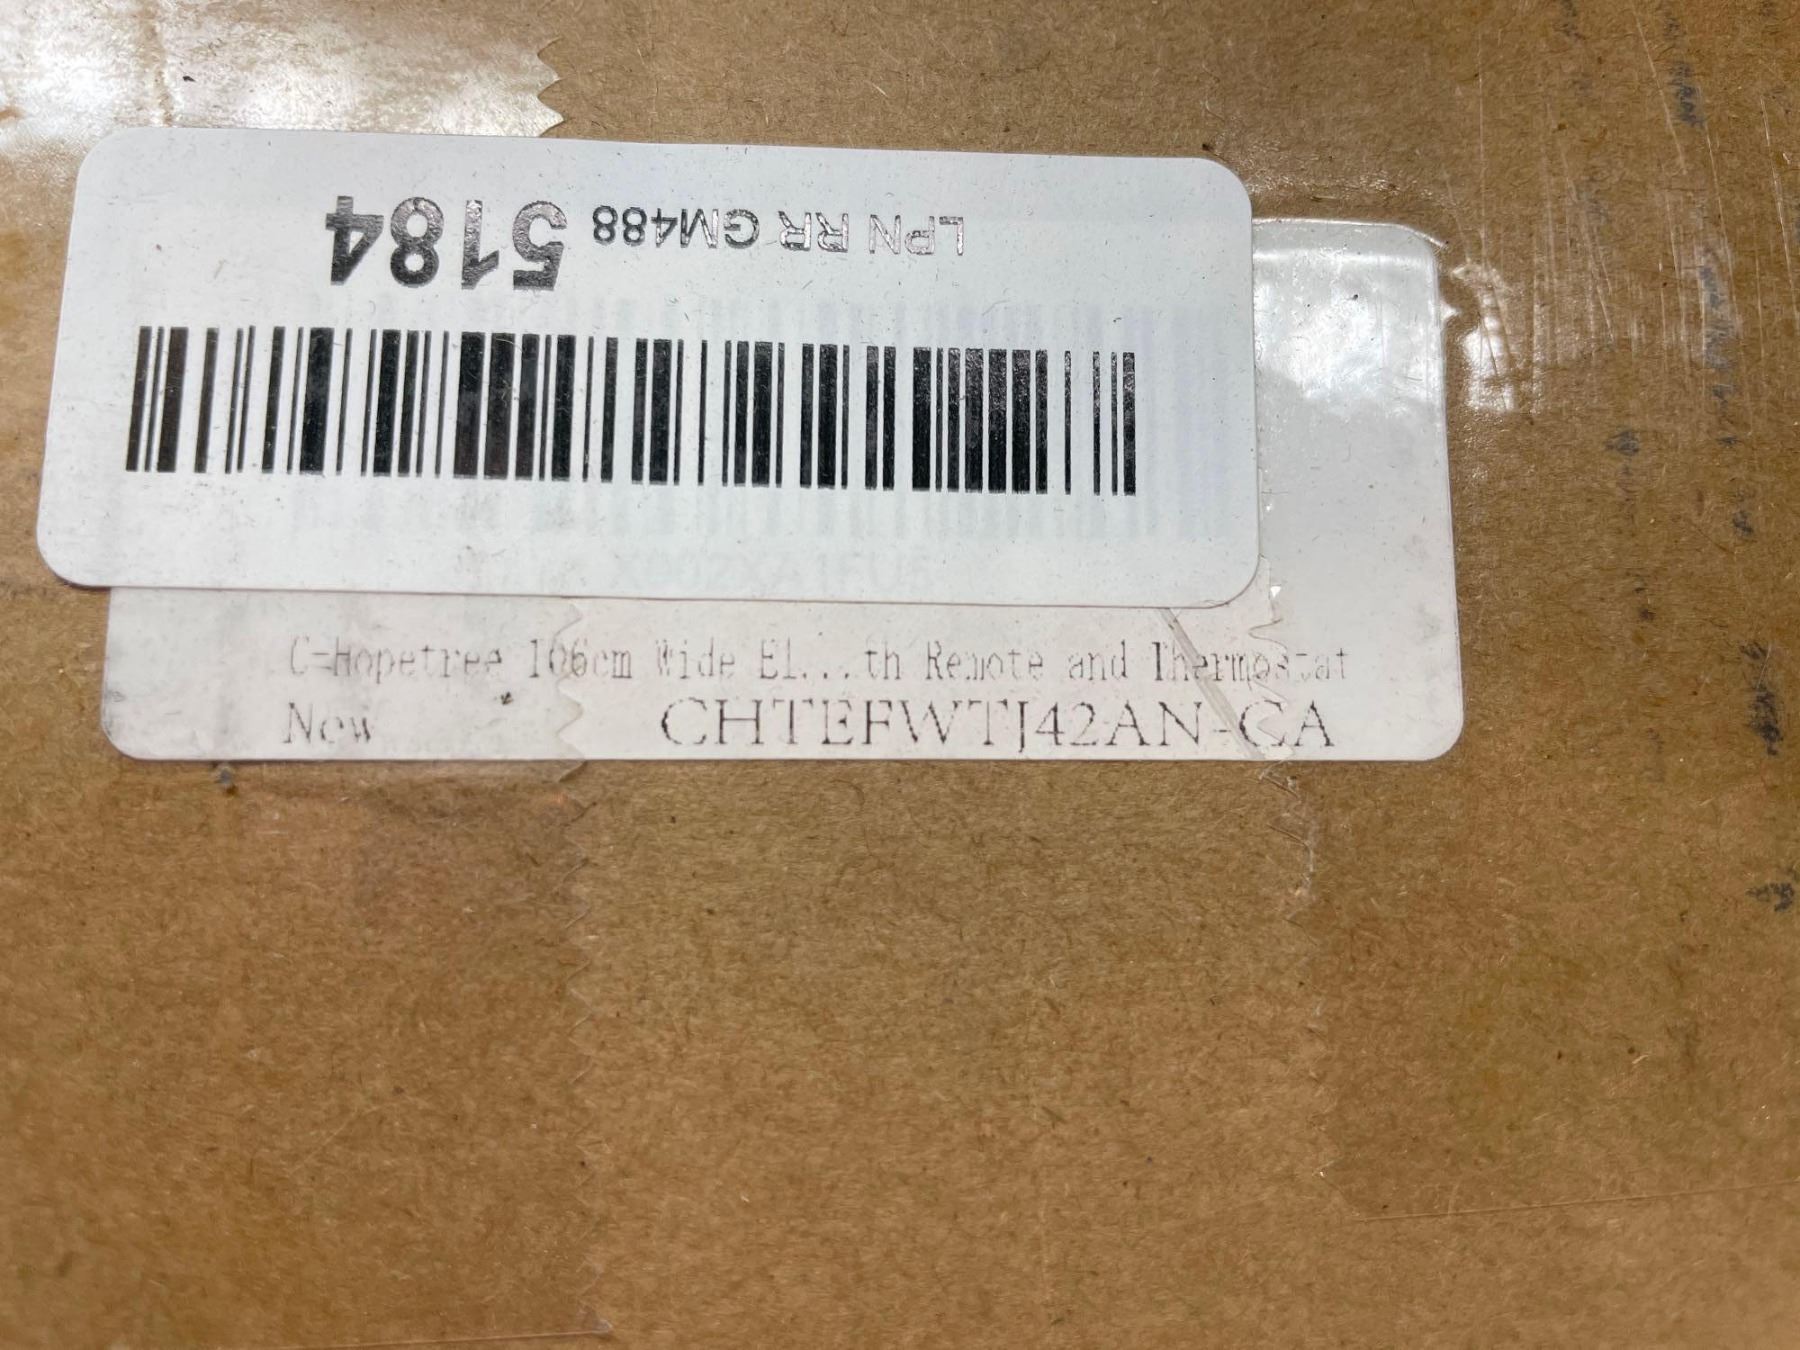 LPN RR GM488 5184
C-Hopetree 106cm Wide El...th Remote and Thermostat
New CHTEFWTJ42AN-CA